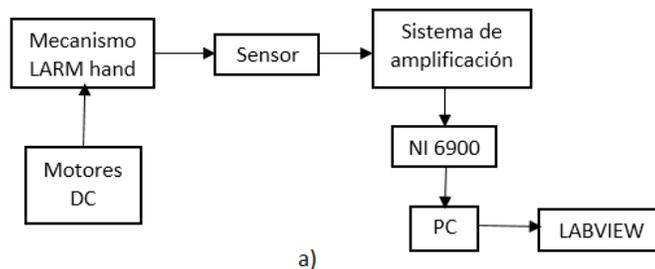 Mecanismo
LARM hand
Sensor
Sistema de
amplificación
Motores
DC
NI 6900
PC
LABVIEW
a)